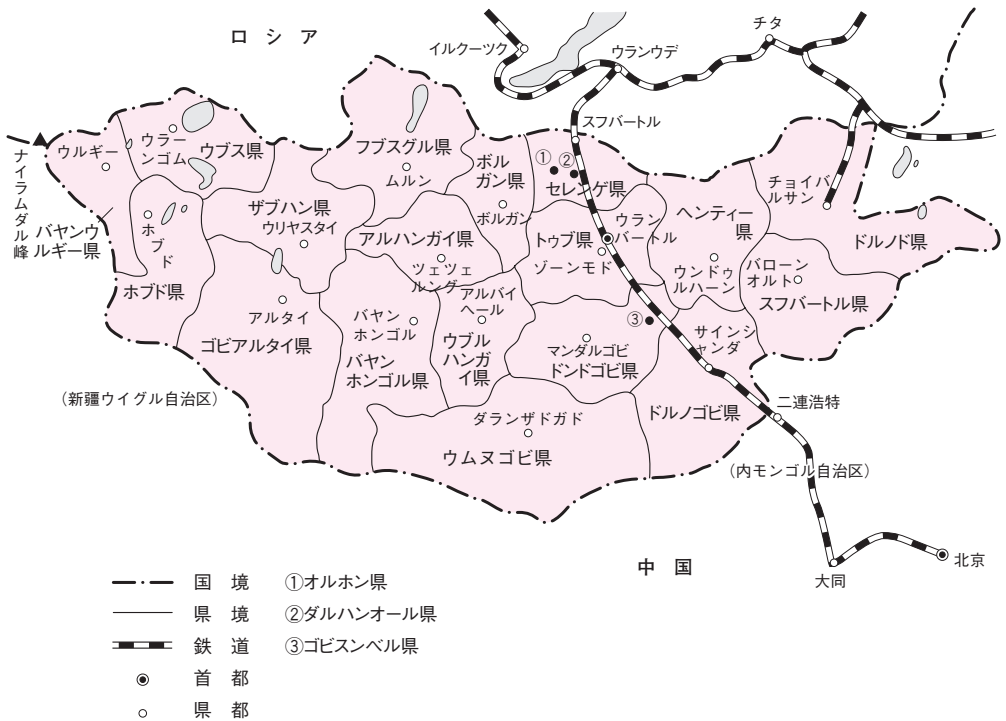 ロシア
イルクーツク
ウランウデ
チタ
スフバートル
ナイラムダル峰
ウルギー
ウラー
ンゴム
ウブス県
フブスグル県
ムルン
ボル
ガン県
ボルガン
①
②
セレンゲ県
チョイバ
ルサン
バヤンウ
ルギー県
ホブド
ホブド県
ザブハン県
ウリヤスタイ
アルハンガイ県
ツェツェ
ルング
トゥブ県
ウラン
バートル
ゾーンモド
ヘンティー
県
ウンドゥ
ルハーン
ドルノド県
バローン
オルト
スフバートル県
アルタイ
ゴビアルタイ県
バヤン
ホンゴル
バヤン
ホンゴル県
アルバイ
ヘール
ウブル
ハンガ
イ県
③
マンダルゴビ
ドンドゴビ県
サインシ
ャンダ
ドルノゴビ県
ダランザドガド
ウムヌゴビ県
(新疆ウイグル自治区)
二連浩特
(内モンゴル自治区)
中国
大同
北京
国境
県境
鉄道
首都
県都
①オルホン県
②ダルハンオール県
③ゴビスンベル県